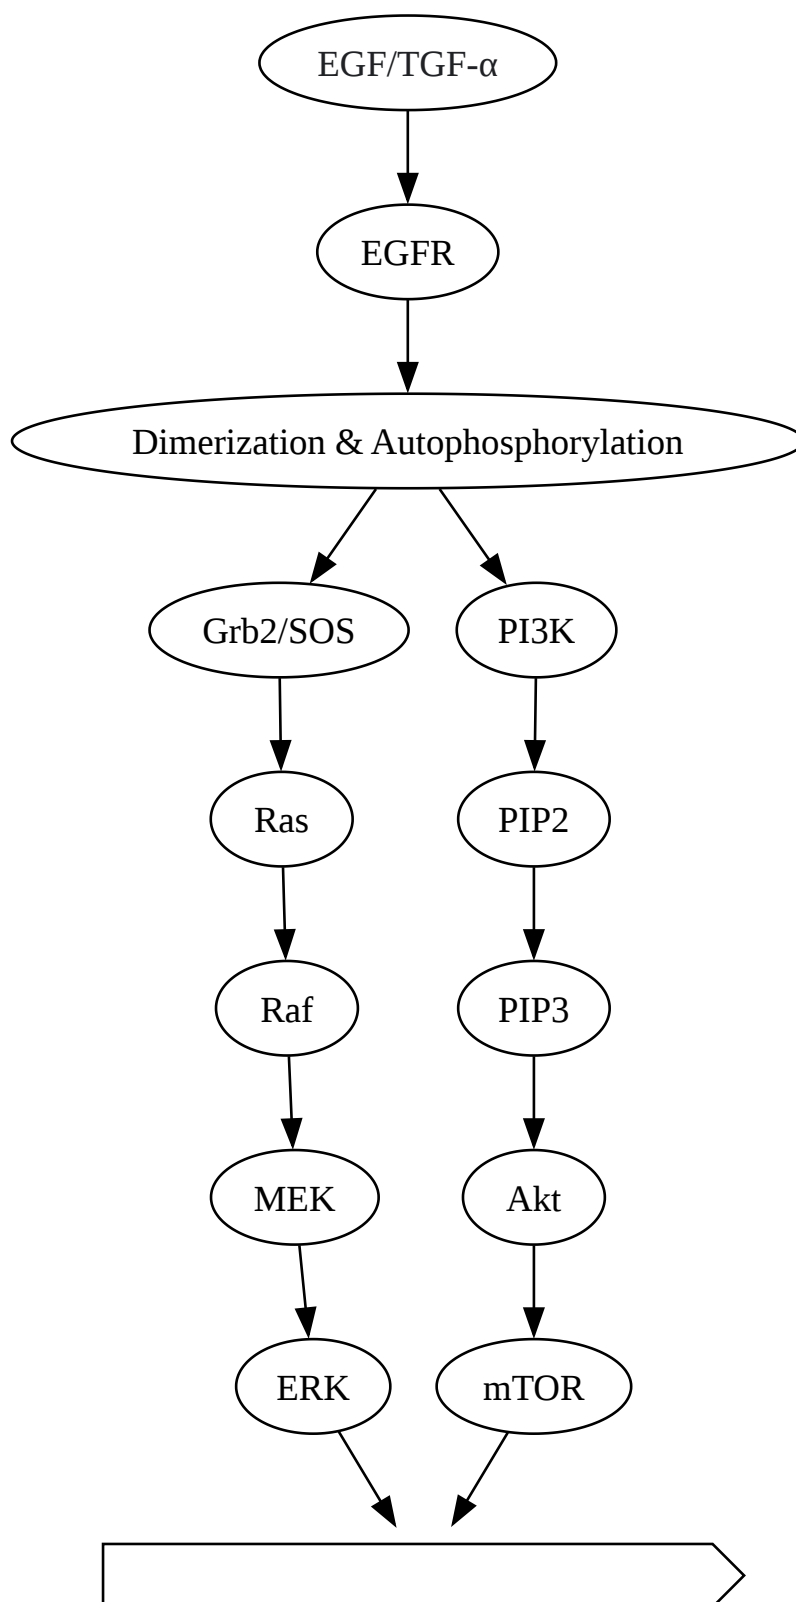 EGF/TGF-α
EGFR
Dimerization & Autophosphorylation
Grb2/SOS
PI3K
Ras
PIP2
Raf
PIP3
MEK
Akt
ERK
mTOR